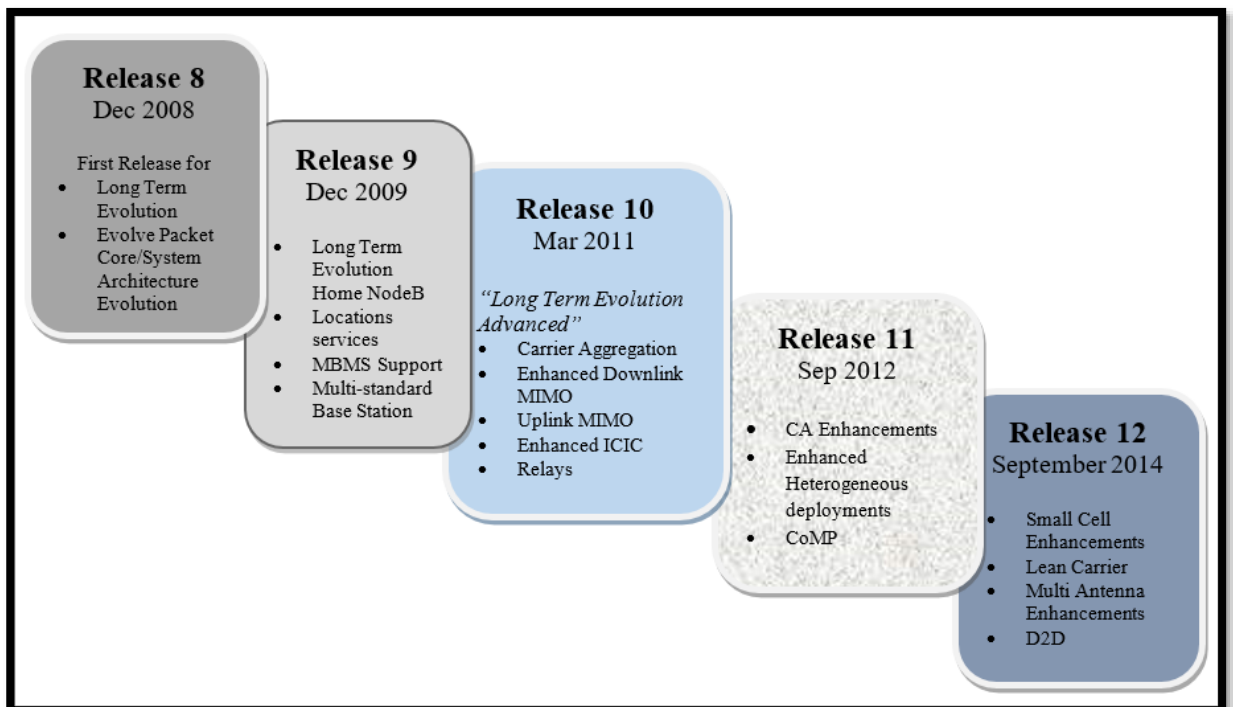 Release 8
Dec 2008
First Release for
• Long Term
Evolution
• Evolve Packet
Core/System
Architecture
Evolution
Release 9
Dec 2009
• Long Term
Evolution
Home NodeB
• Locations
services
• MBMS Support
• Multi-standard
Base Station
Release 10
Mar 2011
“Long Term Evolution
Advanced”
• Carrier Aggregation
• Enhanced Downlink
MIMO
• Uplink MIMO
• Enhanced ICIC
• Relays
Release 11
Sep 2012
• CA Enhancements
• Enhanced
Heterogeneous
deployments
• CoMP
Release 12
September 2014
• Small Cell
Enhancements
• Lean Carrier
• Multi Antenna
Enhancements
• D2D